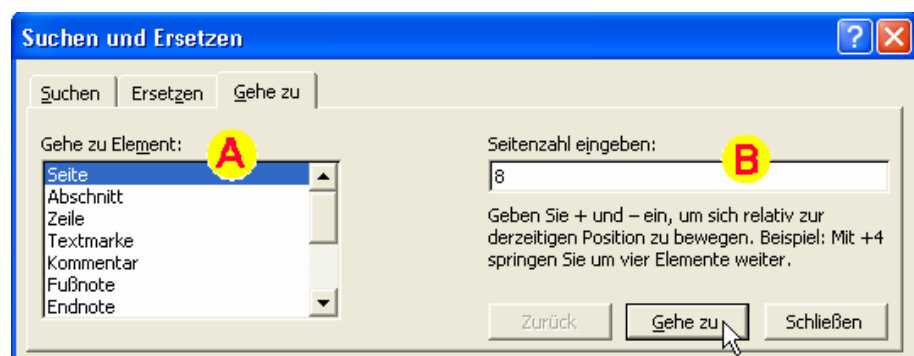 Suchen und Ersetzen
Suchen Ersetzen Gehe zu
Gehe zu Element:
A
Seite
Abschnitt
Zeile
Textmarke
Kommentar
Fußnote
Endnote
Seitenzahl eingeben:
B
8
Geben Sie + und – ein, um sich relativ zur
derzeitigen Position zu bewegen. Beispiel: Mit +4
springen Sie um vier Elemente weiter.
Zurück Gehe zu Schließen